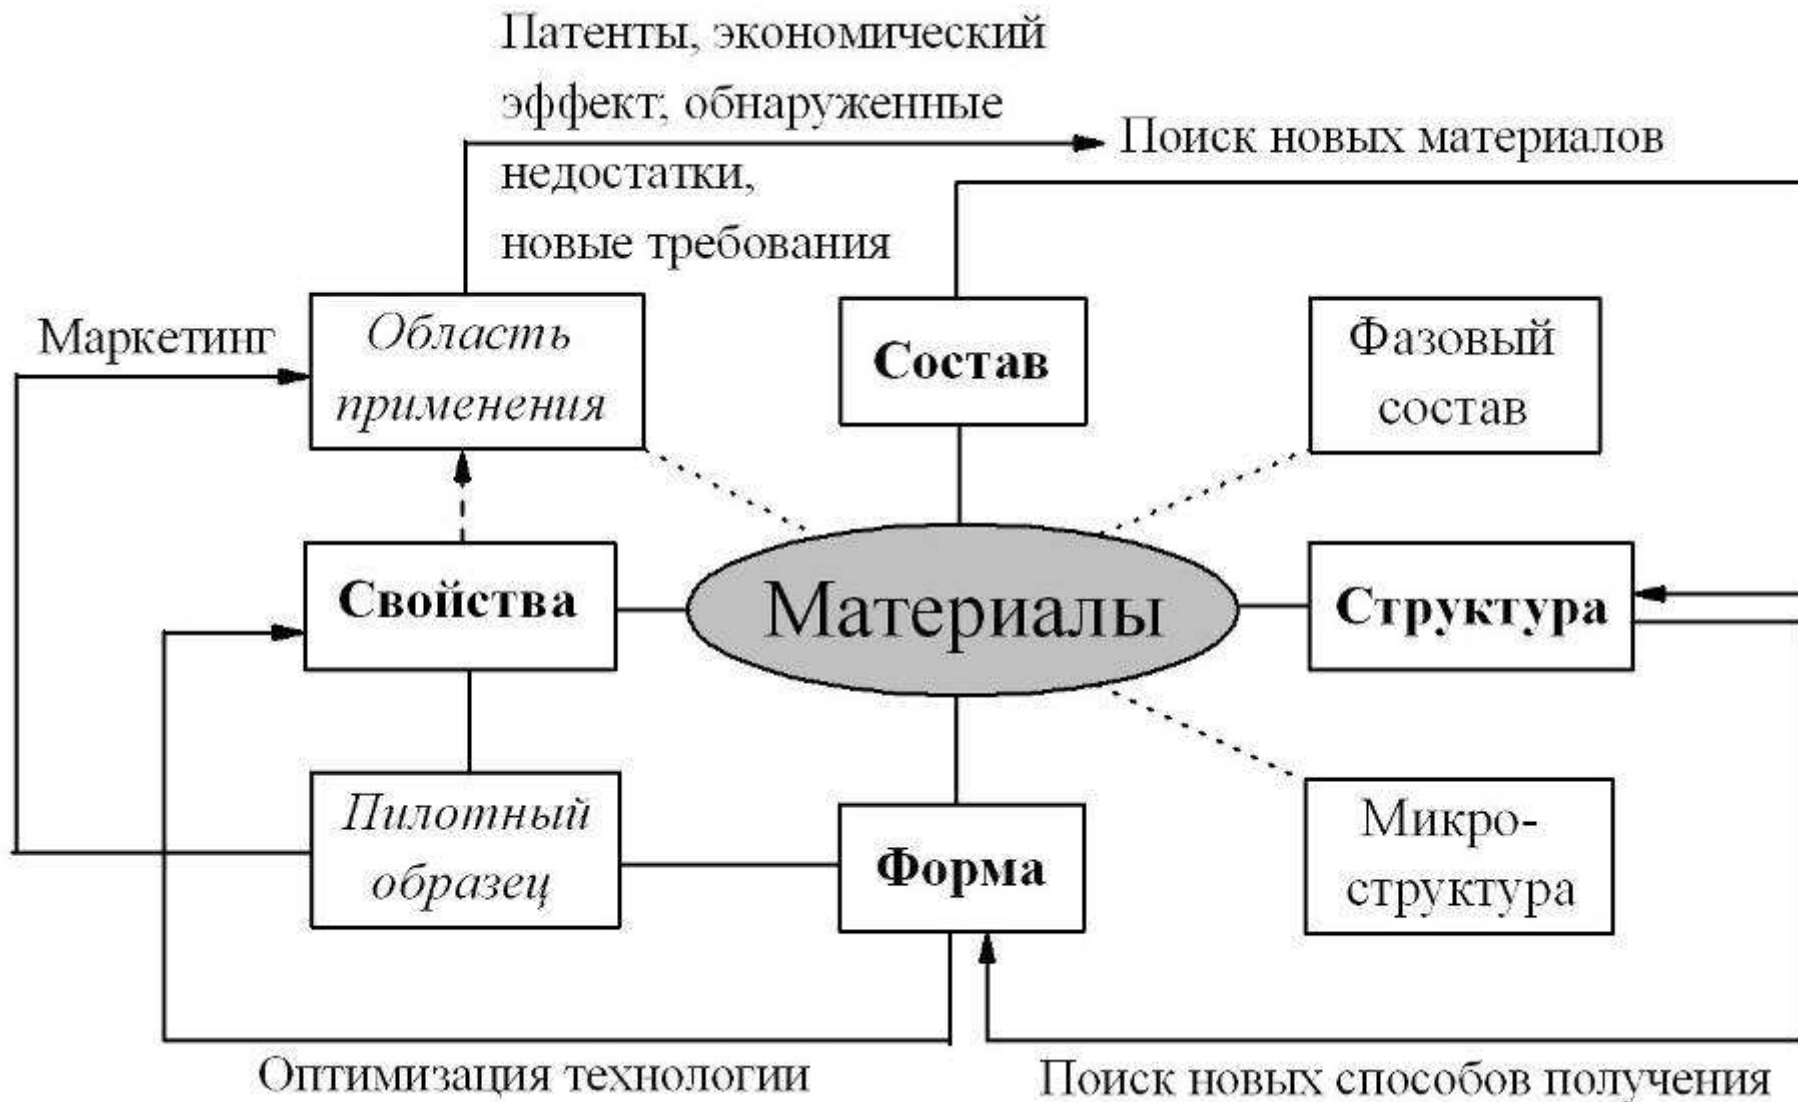 Патенты, экономический
эффект; обнаруженные
недостатки,
новые требования
Поиск новых материалов
Маркетинг
Область
применения
Состав
Фазовый
состав
Свойства
Материалы
Структура
Пилотный
образец
Форма
Микро-
структура
Оптимизация технологии
Поиск новых способов получения